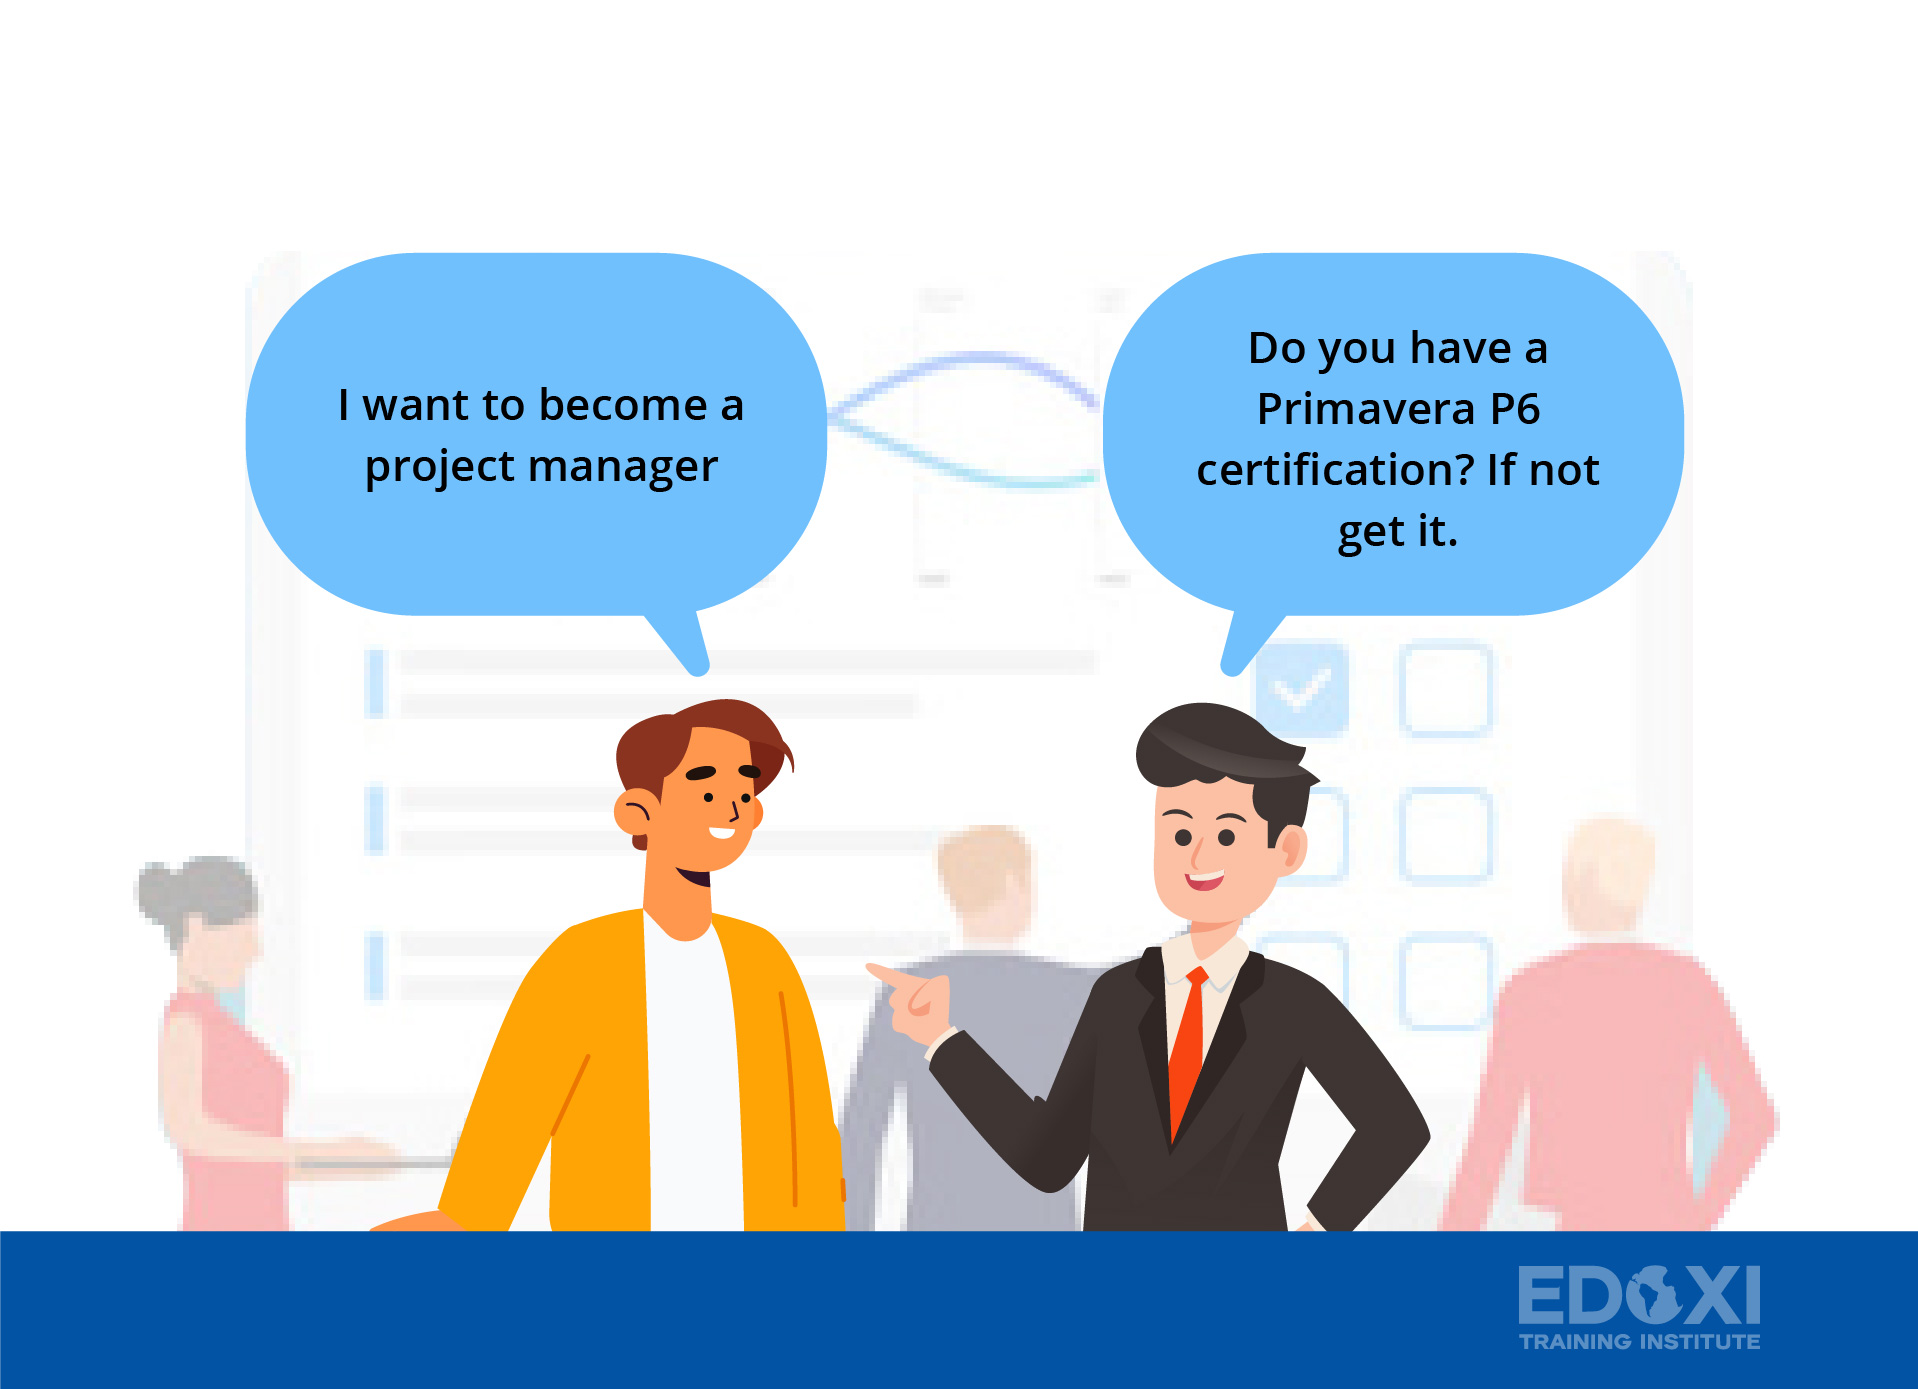 I want to become a
project manager
Do you have a
Primavera P6
certification? If not
get it.
EDOXI
TRAINING INSTITUTE